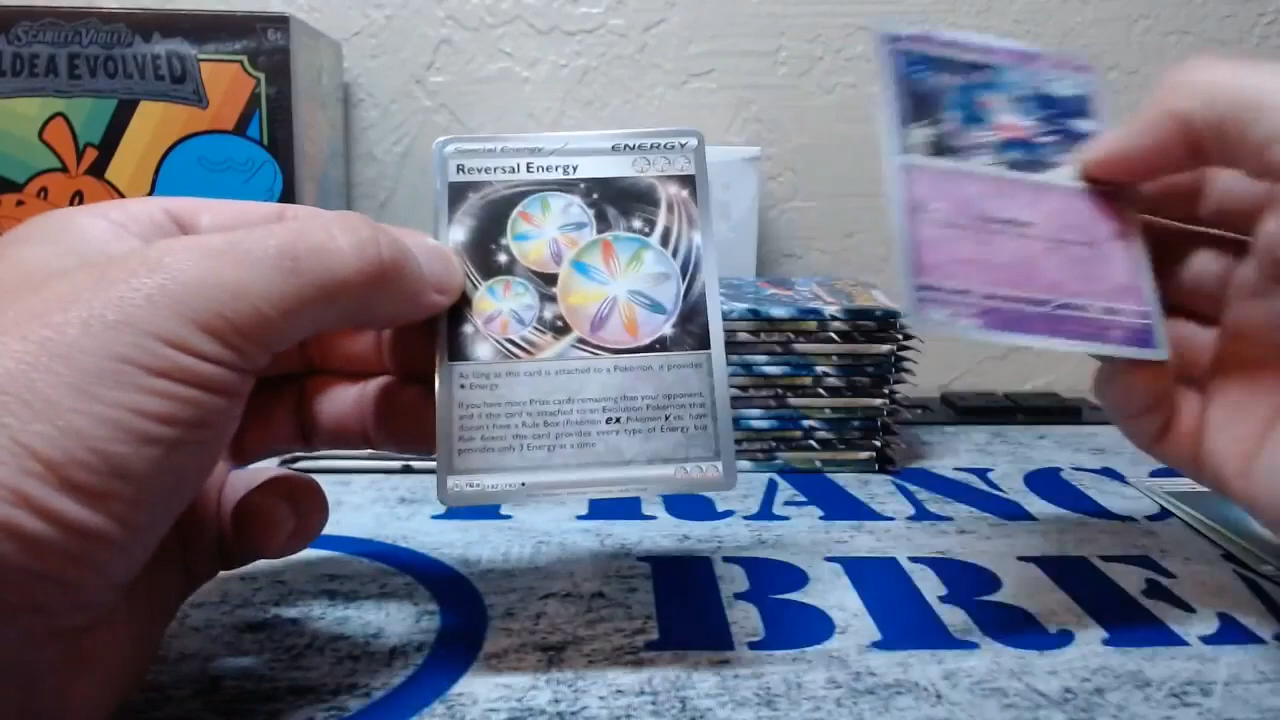 SCARLET & VIOLET
LDEA EVOLVED
6+
Special Energy
ENERGY
Reversal Energy
As long as this card is attached to a Pokémon, it provides
Energy.
If you have more Prize cards remaining than your opponent,
and if this card is attached to an Evolution Pokémon that
doesn't have a Rule Box (Pokémon ex, Pokémon V, etc. have
Rule Boxes), this card provides every type of Energy but
provides only 3 Energy at a time.
FRANC
BRE